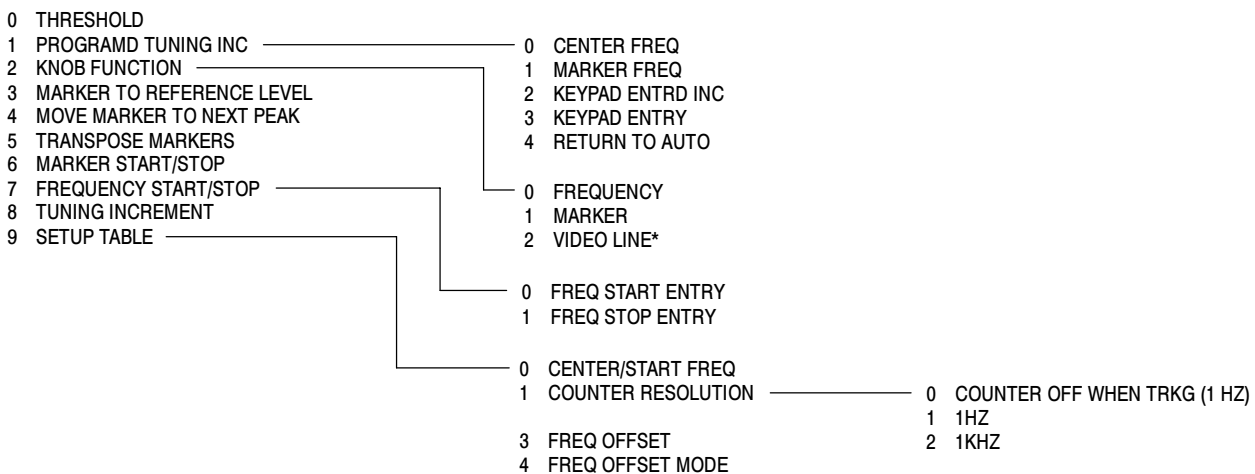 0 THRESHOLD
1 PROGRAMD TUNING INC
2 KNOB FUNCTION
3 MARKER TO REFERENCE LEVEL
4 MOVE MARKER TO NEXT PEAK
5 TRANSPOSE MARKERS
6 MARKER START/STOP
7 FREQUENCY START/STOP
8 TUNING INCREMENT
9 SETUP TABLE
0 CENTER FREQ
1 MARKER FREQ
2 KEYPAD ENTRD INC
3 KEYPAD ENTRY
4 RETURN TO AUTO
0 FREQUENCY
1 MARKER
2 VIDEO LINE*
0 FREQ START ENTRY
1 FREQ STOP ENTRY
0 CENTER/START FREQ
1 COUNTER RESOLUTION
3 FREQ OFFSET
4 FREQ OFFSET MODE
0 COUNTER OFF WHEN TRKG (1 HZ)
1 1HZ
2 1KHZ